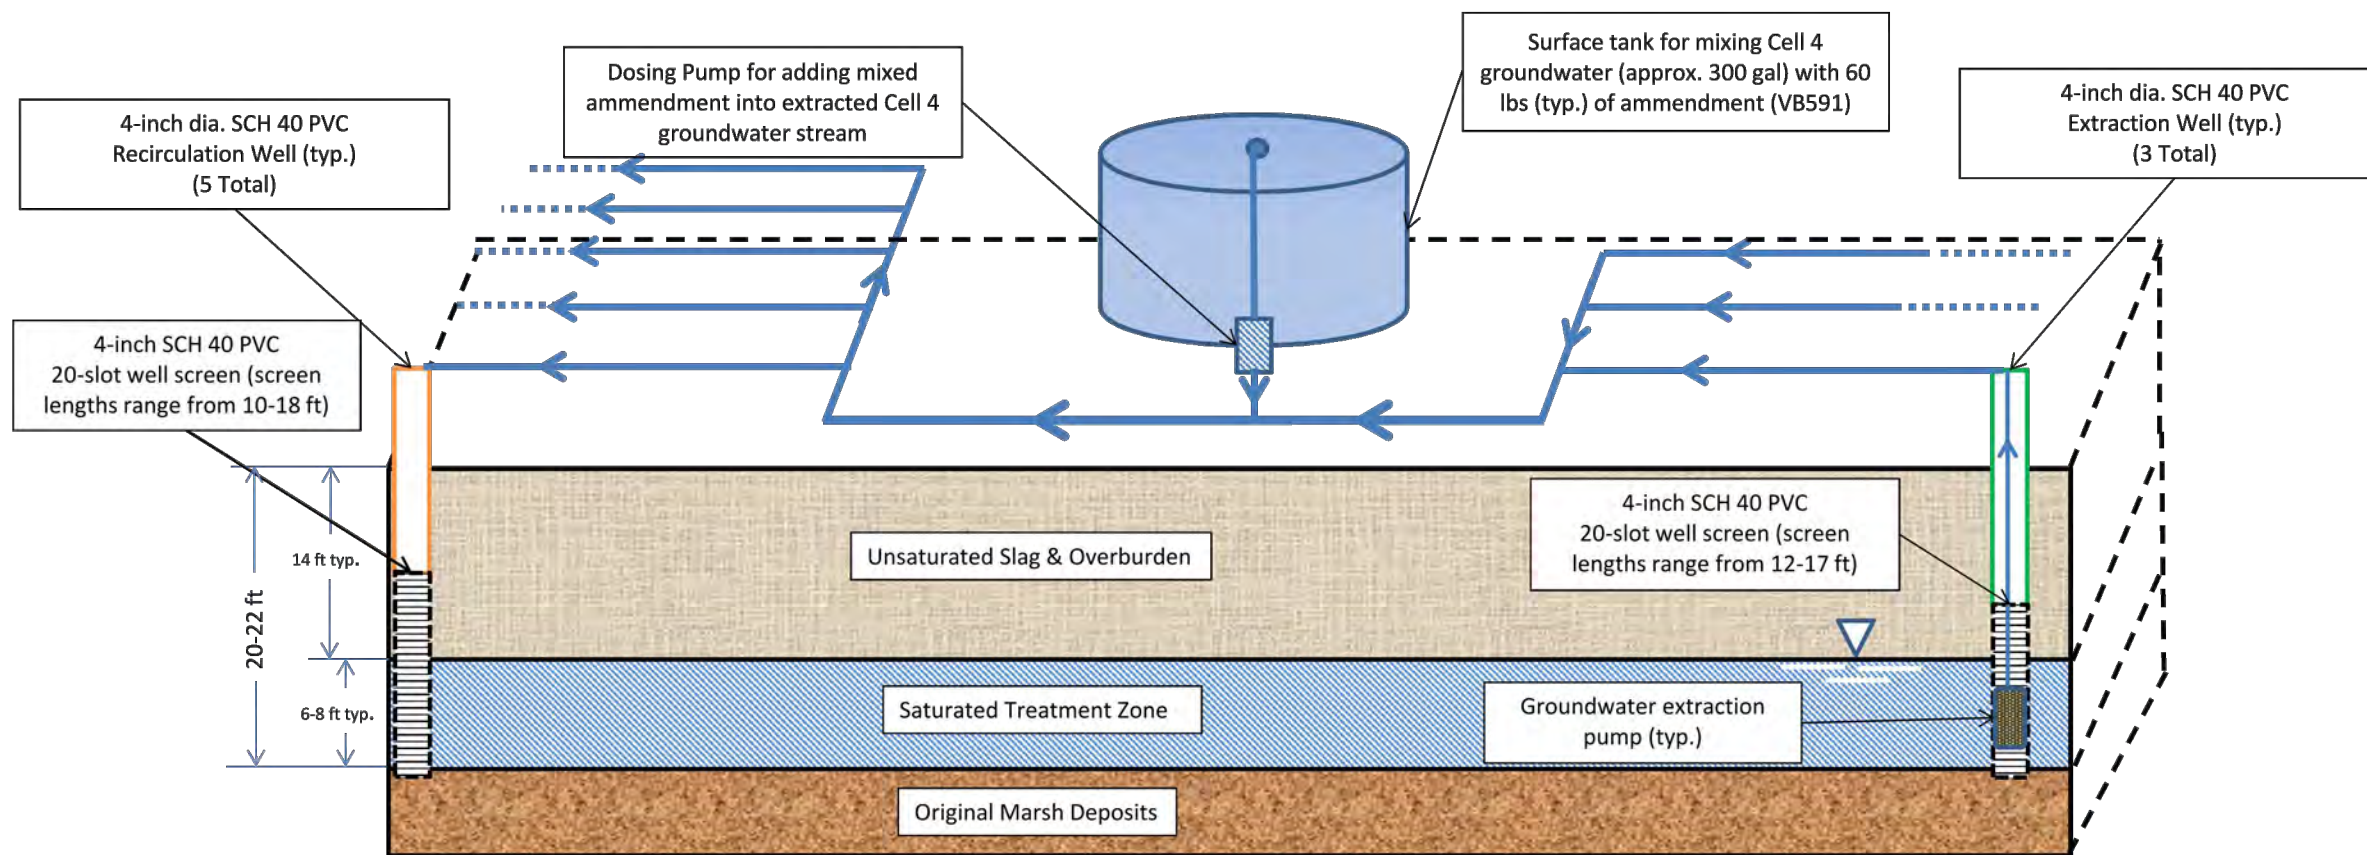 4-inch dia. SCH 40 PVC
Recirculation Well (typ.)
(5 Total)
Dosing Pump for adding mixed
ammendment into extracted Cell 4
groundwater stream
Surface tank for mixing Cell 4
groundwater (approx. 300 gal) with 60
lbs (typ.) of ammendment (VB591)
4-inch dia. SCH 40 PVC
Extraction Well (typ.)
(3 Total)
4-inch SCH 40 PVC
20-slot well screen (screen
lengths range from 10-18 ft)
4-inch SCH 40 PVC
20-slot well screen (screen
lengths range from 12-17 ft)
Unsaturated Slag & Overburden
14 ft typ.
20-22 ft
6-8 ft typ.
Saturated Treatment Zone
Groundwater extraction
pump (typ.)
Original Marsh Deposits